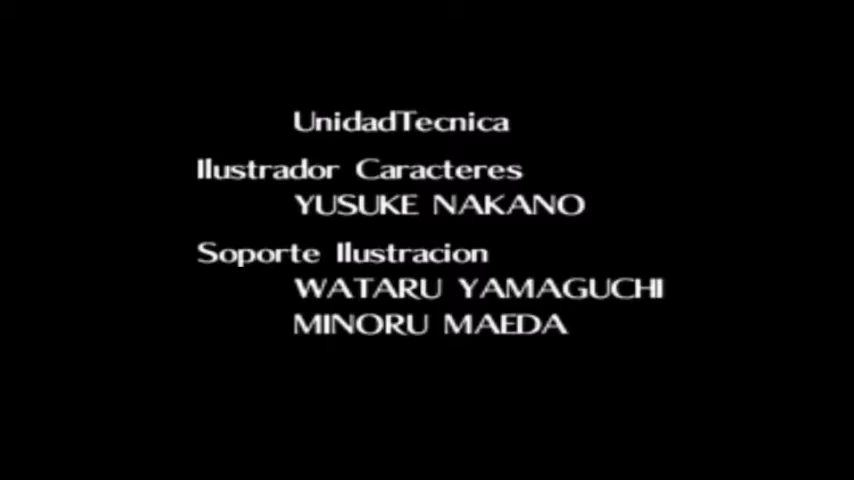 UnidadTecnica
Ilustrador Caracteres
YUSUKE NAKANO
Soporte Ilustracion
WATARU YAMAGUCHI
MINORU MAEDA